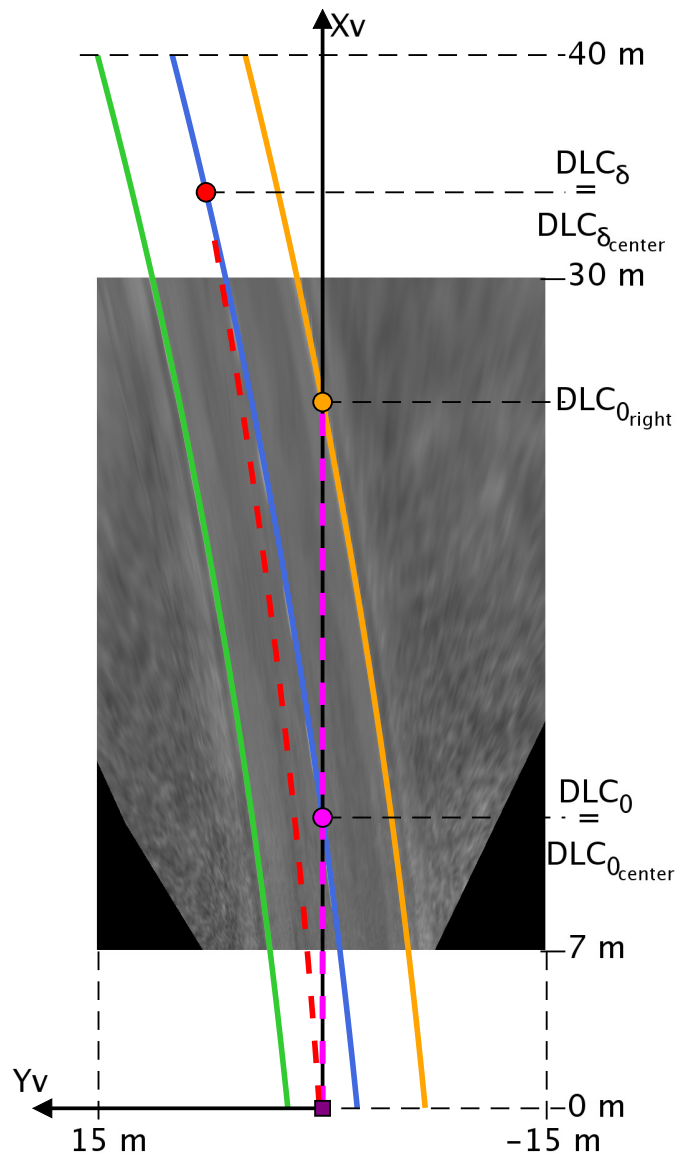 Xv
40 m
DLCδ
=
DLCδcenter
30 m
DLC0right
DLC0
=
DLC0center
7 m
Yv
0 m
15 m
-15 m